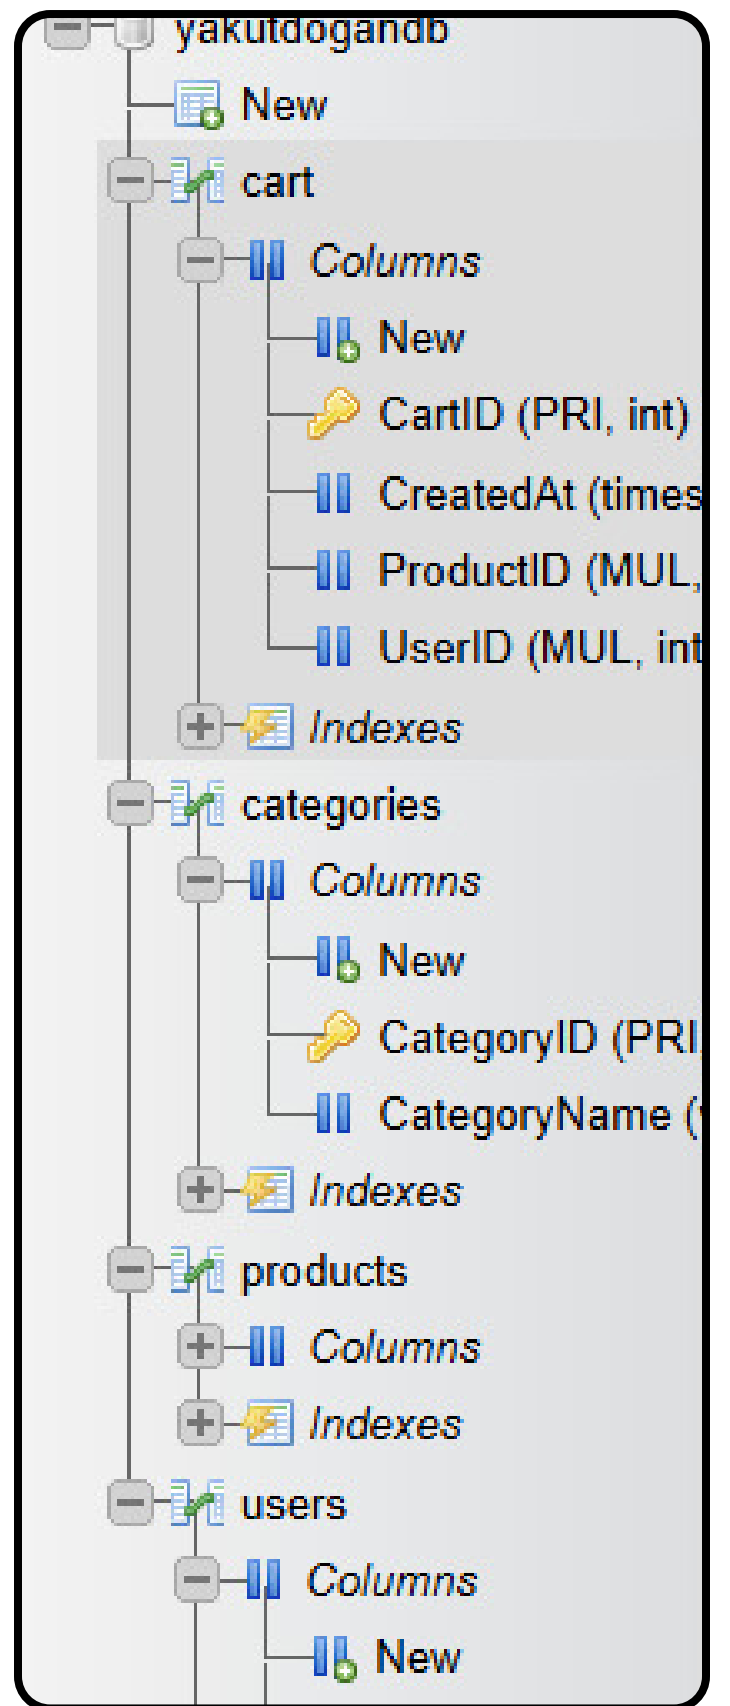 yakutdogandb
New
cart
Columns
New
CartID (PRI, int)
CreatedAt (times
ProductID (MUL,
UserID (MUL, int
Indexes
categories
Columns
New
CategoryID (PRI,
CategoryName (
Indexes
products
Columns
Indexes
users
Columns
New